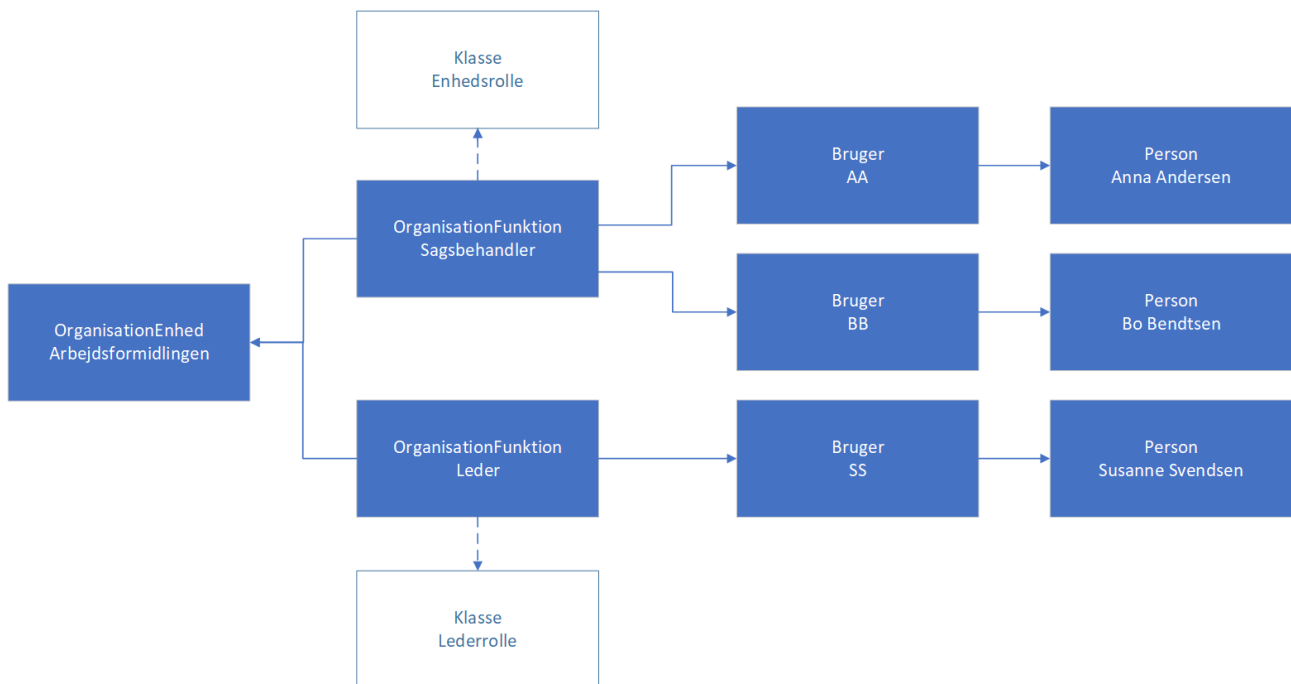 Klasse
Enhedsrolle
Bruger
AA
Person
Anna Andersen
OrganisationFunktion
Sagsbehandler
Bruger
BB
Person
Bo Bendtsen
OrganisationEnhed
Arbejdsformidlingen
OrganisationFunktion
Leder
Bruger
SS
Person
Susanne Svendsen
Klasse
Lederrolle